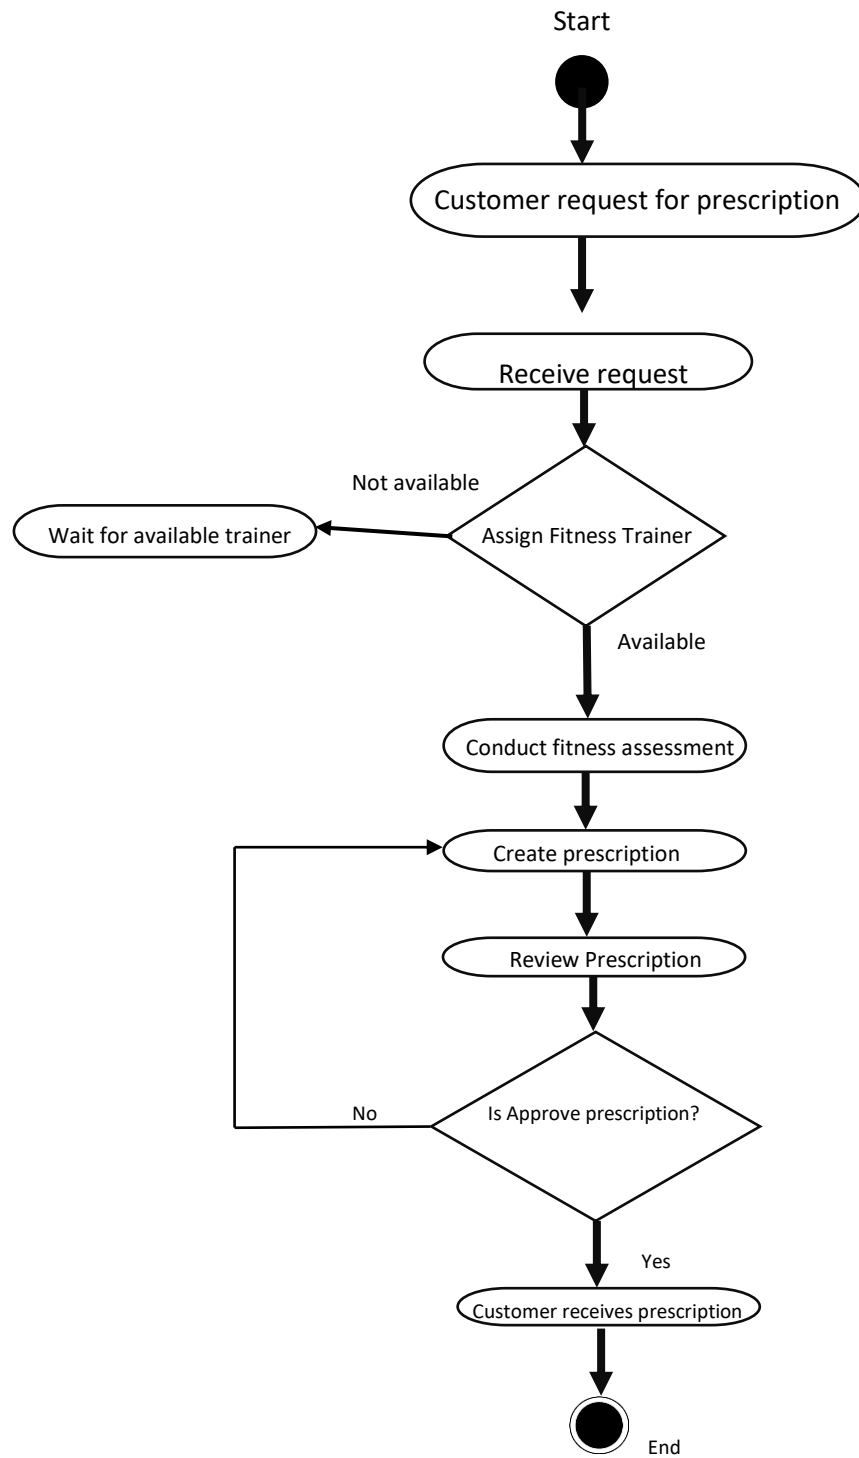 Start
Customer request for prescription
Receive request
Not available
Wait for available trainer
Assign Fitness Trainer
Available
Conduct fitness assessment
Create prescription
Review Prescription
No
Is Approve prescription?
Yes
Customer receives prescription
End